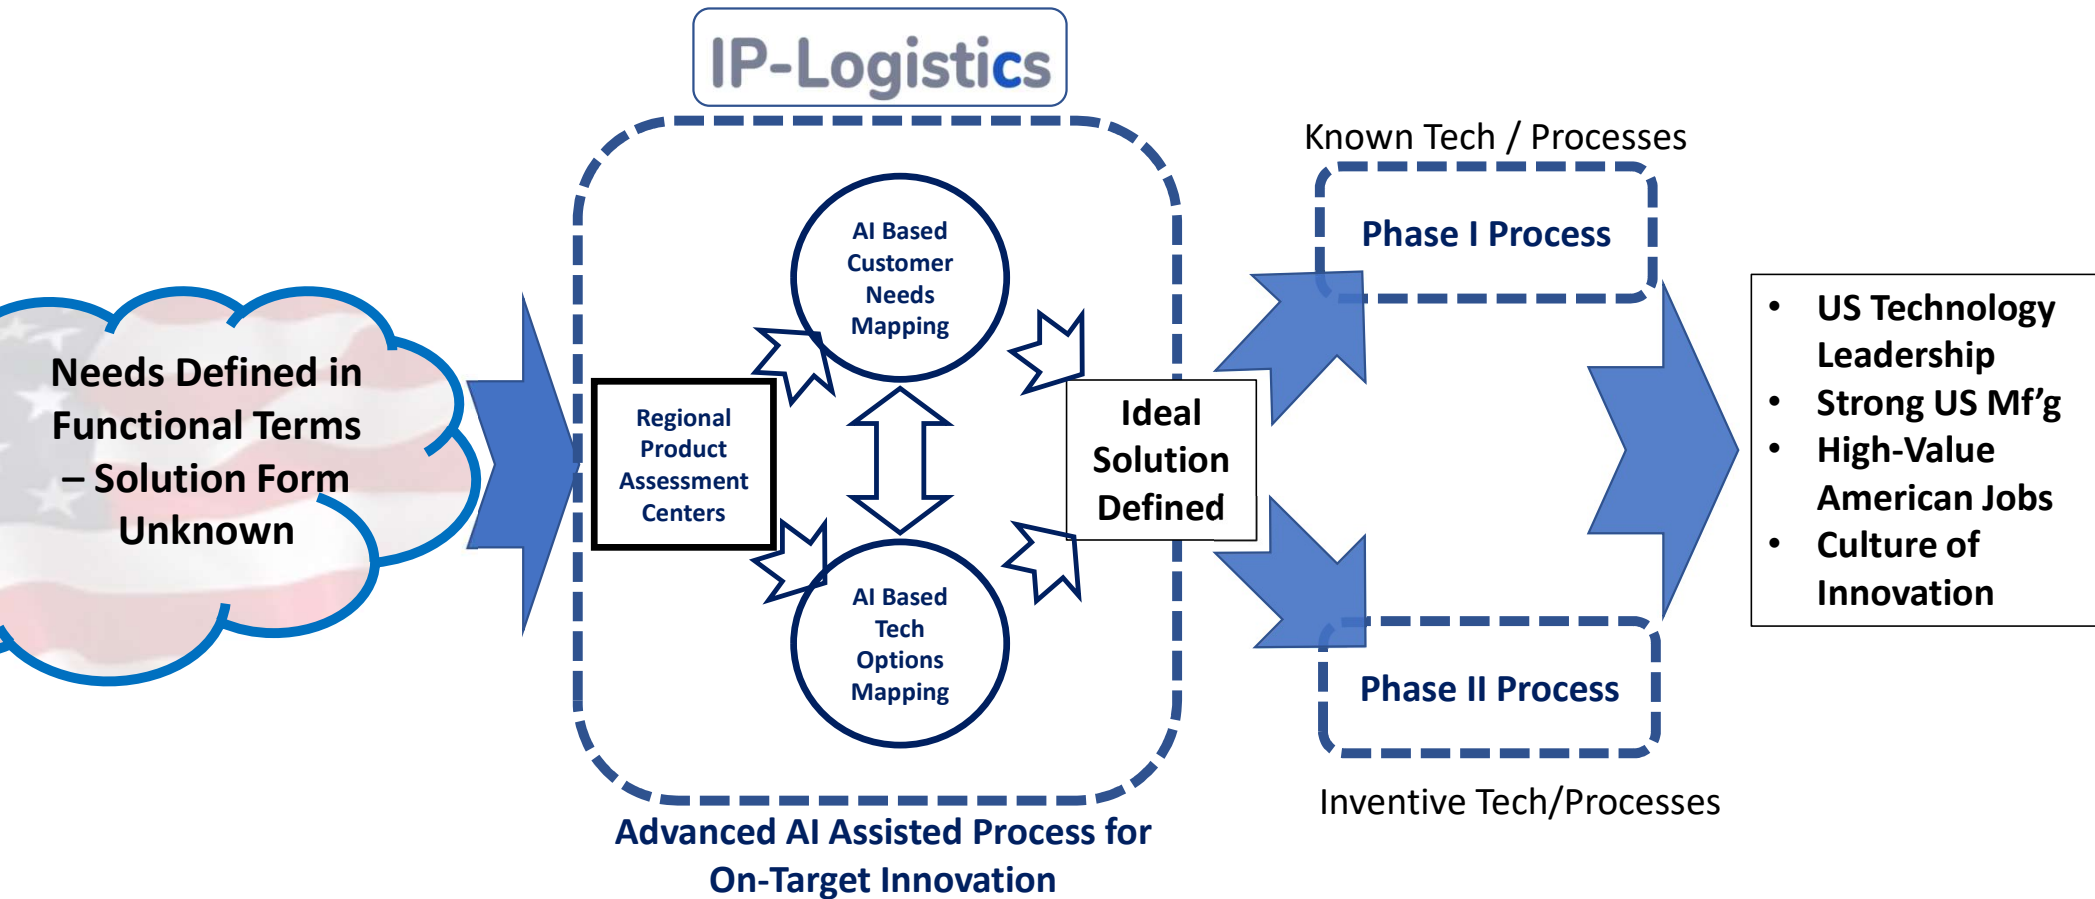 IP-Logistics
Needs Defined in
Functional Terms
– Solution Form
Unknown
Regional
Product
Assessment
Centers
AI Based
Customer
Needs
Mapping
AI Based
Tech
Options
Mapping
Ideal
Solution
Defined
Advanced AI Assisted Process for
On-Target Innovation
Known Tech / Processes
Phase I Process
Phase II Process
Inventive Tech/Processes
• US Technology
Leadership
• Strong US Mf’g
• High-Value
American Jobs
• Culture of
Innovation